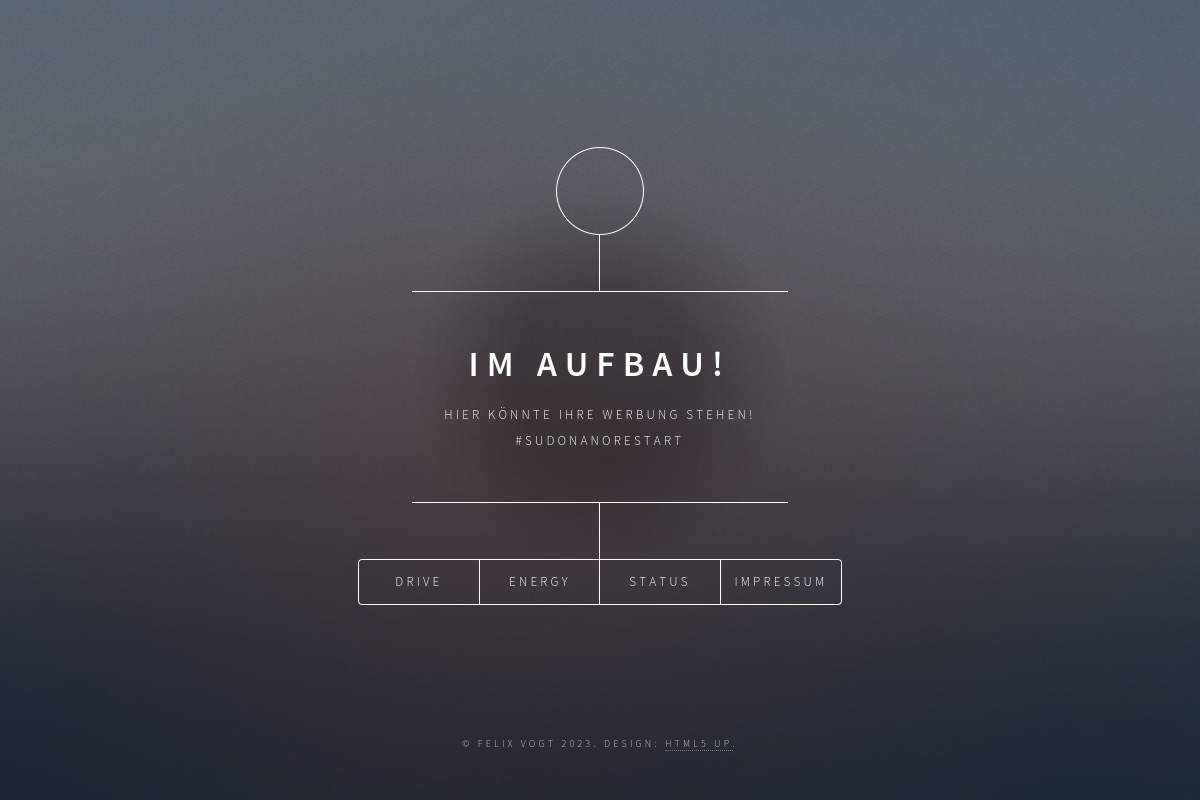 IM AUFBAU!
HIER KÖNNTE IHRE WERBUNG STEHEN!
#SUDONANORESTART
DRIVE ENERGY STATUS IMPRESSUM
© FELIX VOGT 2023. DESIGN: HTML5 UP.